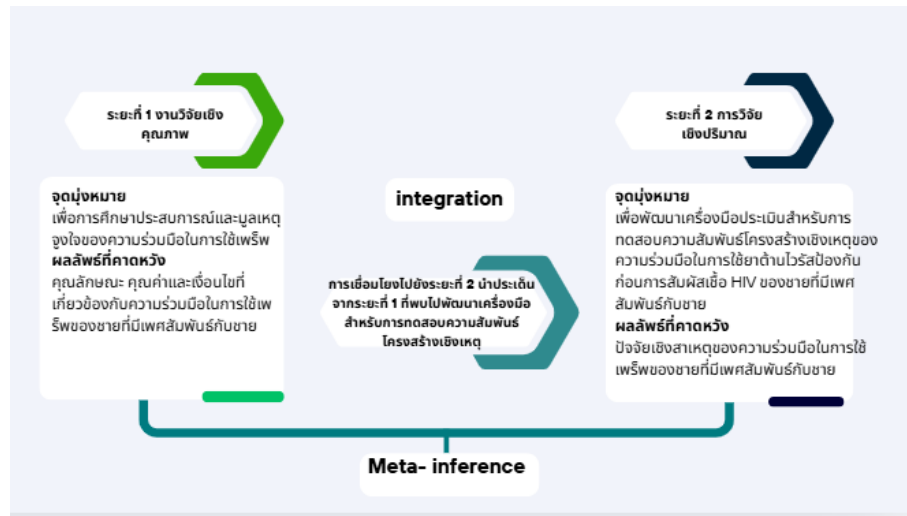 ระยะที่ 1 งานวิจัยเชิง
คุณภาพ
จุดมุ่งหมาย
เพื่อการศึกษาประสบการณ์และมูลเหตุ
จูงใจของความร่วมมือในการใช้เพร็พ
ผลลัพธ์ที่คาดหวัง
คุณลักษณะ คุณค่าและเงื่อนไขที่
เกี่ยวข้องกับความร่วมมือในการใช้เพ
ร็พของชายที่มีเพศสัมพันธ์กับชาย
integration
การเชื่อมโยงไปยังระยะที่ 2 นำประเด็น
จากระยะที่ 1 ที่พบไปพัฒนาเครื่องมือ
สำหรับการทดสอบความสัมพันธ์
โครงสร้างเชิงเหตุ
ระยะที่ 2 การวิจัย
เชิงปริมาณ
จุดมุ่งหมาย
เพื่อพัฒนาเครื่องมือประเมินสำหรับการ
ทดสอบความสัมพันธ์โครงสร้างเชิงเหตุของ
ความร่วมมือในการใช้ยาต้านไวรัสป้องกัน
ก่อนการสัมผัสเชื้อ HIV ของชายที่มีเพศ
สัมพันธ์กับชาย
ผลลัพธ์ที่คาดหวัง
ปัจจัยเชิงสาเหตุของความร่วมมือในการใช้
เพร็พของชายที่มีเพศสัมพันธ์กับชาย
Meta- inference